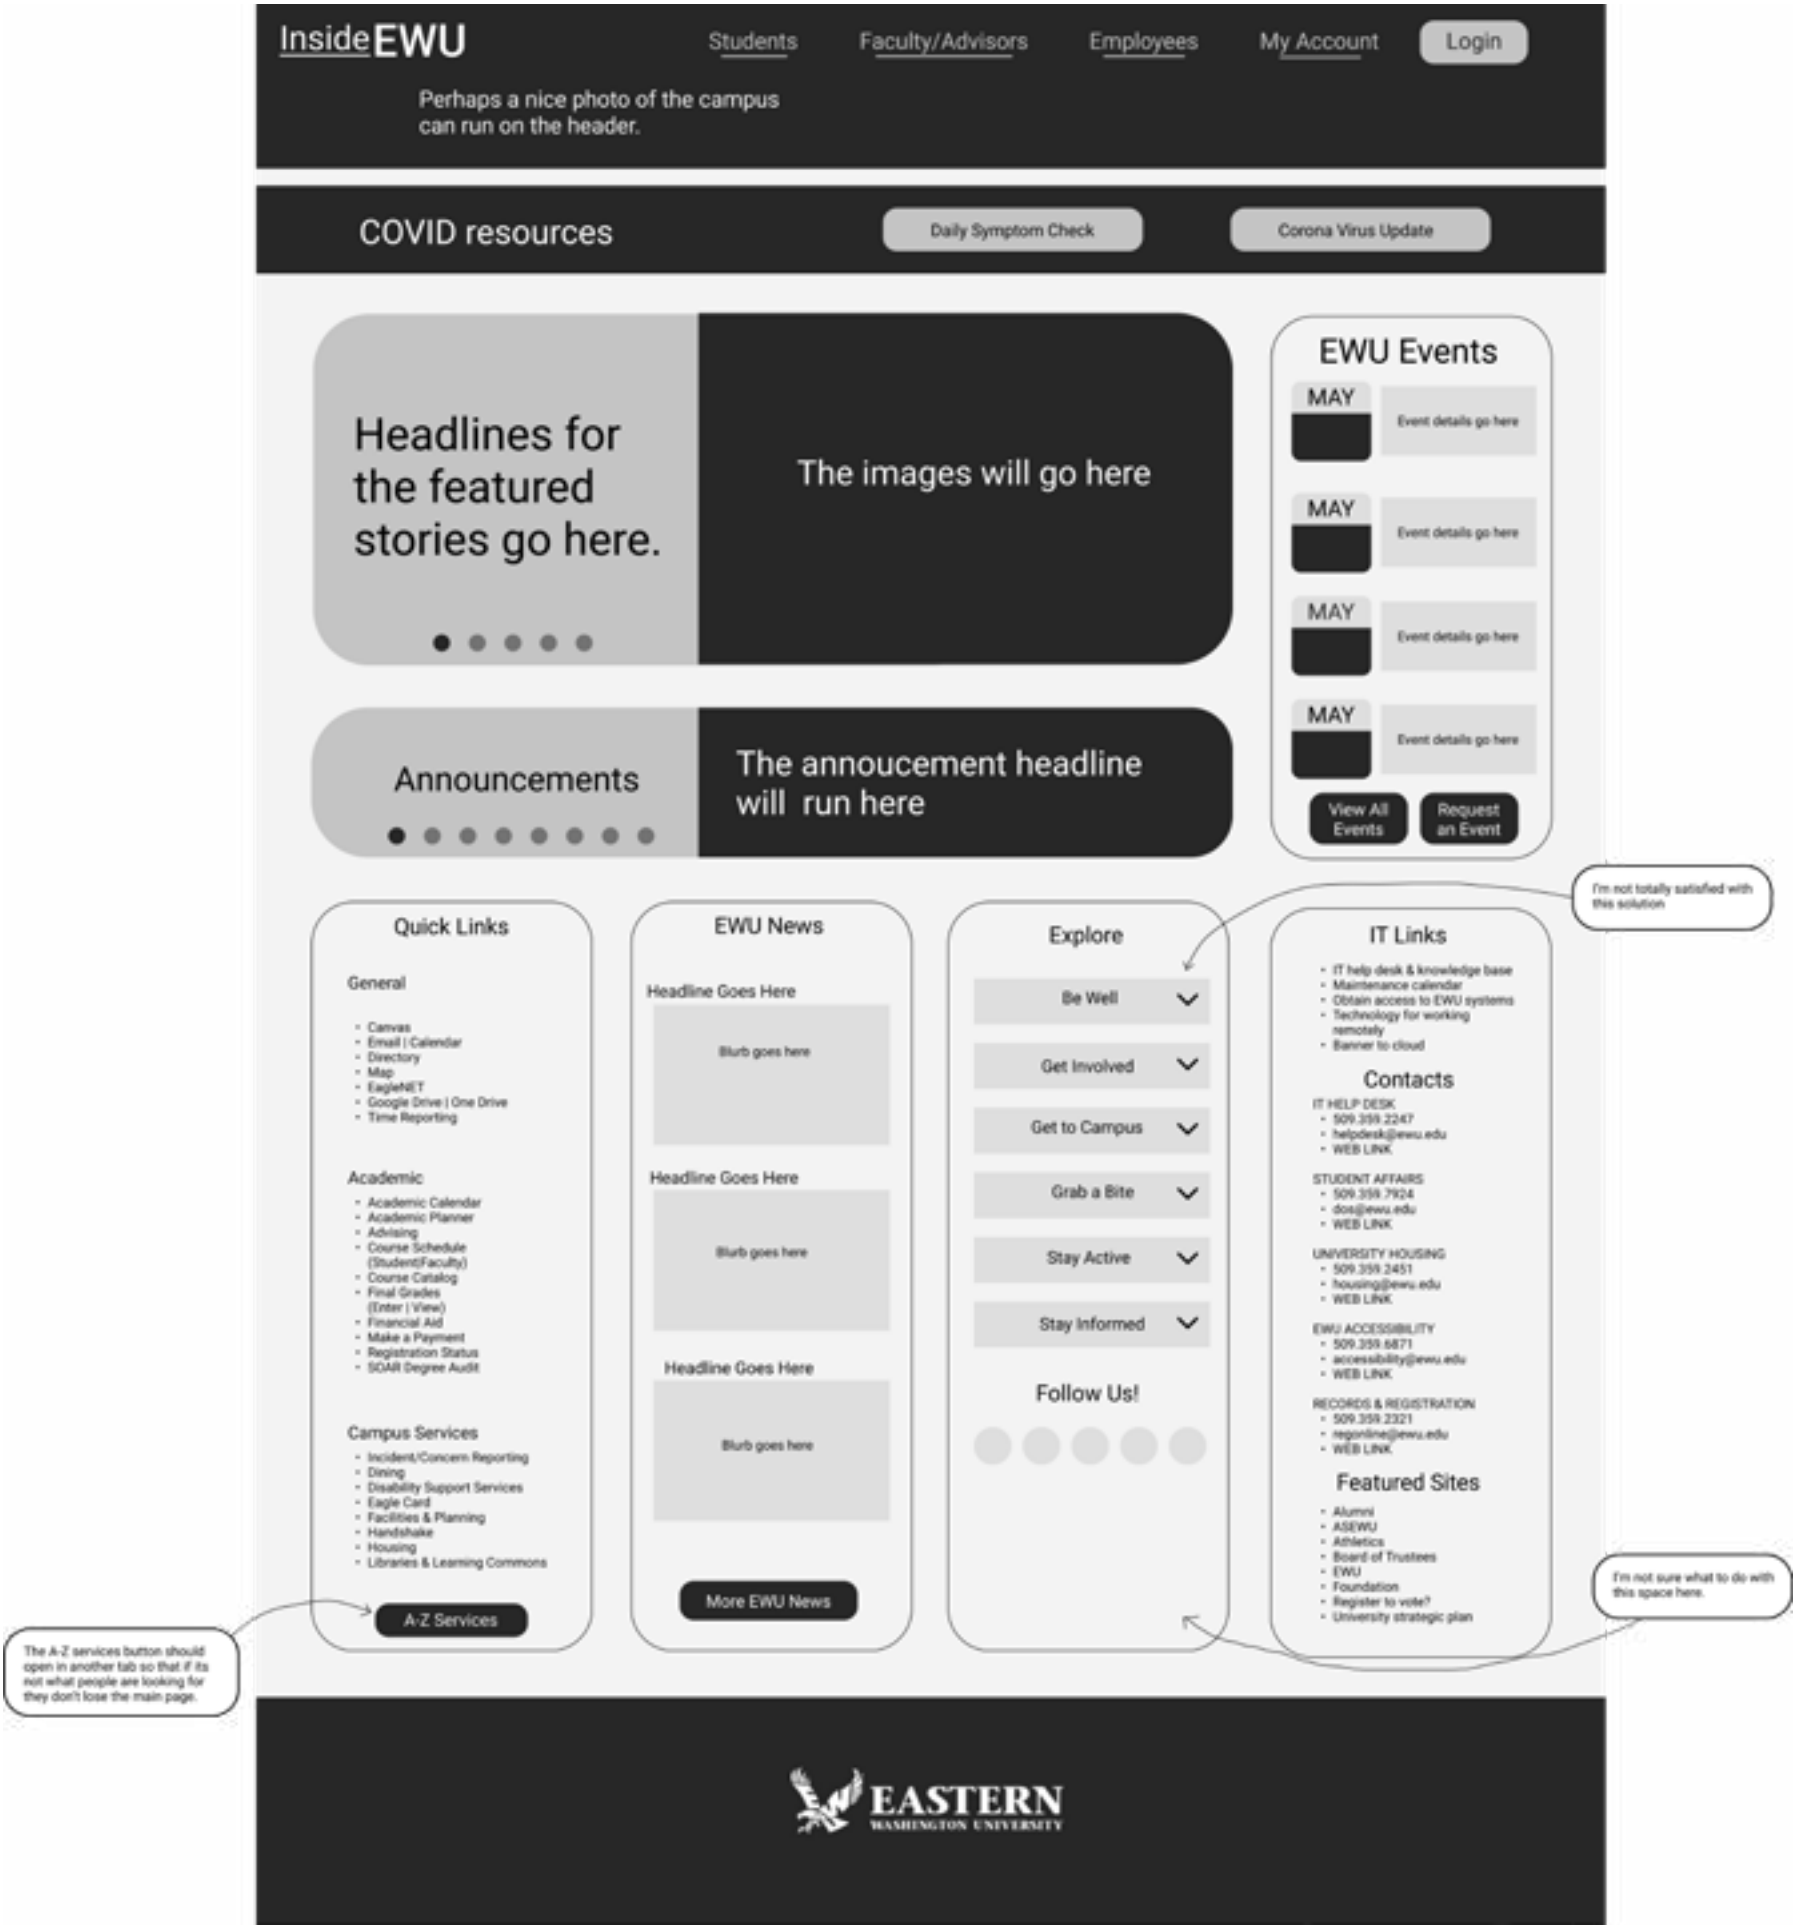 InsideEWU
Students
Faculty/Advisors
Employees
My Account
Login
Perhaps a nice photo of the campus
can run on the header.
COVID resources
Daily Symptom Check
Corona Virus Update
Headlines for
the featured
stories go here.
The images will go here
EWU Events
MAY
Event details go here
MAY
Event details go here
MAY
Event details go here
MAY
Event details go here
View All
Events
Request
an Event
Announcements
The annoucement headline
will run here
I'm not totally satisfied with
this solution
Quick Links
General
• Canvas
• Email | Calendar
• Directory
• Map
• EagleNET
• Google Drive | One Drive
• Time Reporting
Academic
• Academic Calendar
• Academic Planner
• Advising
• Course Schedule
(Student|Faculty)
• Course Catalog
• Final Grades
(Enter | View)
• Financial Aid
• Make a Payment
• Registration Status
• SOAR Degree Audit
Campus Services
• Incident/Concern Reporting
• Dining
• Disability Support Services
• Eagle Card
• Facilities & Planning
• Handshake
• Housing
• Libraries & Learning Commons
A-Z Services
The A-Z services button should
open in another tab so that if its
not what people are looking for
they don't lose the main page.
EWU News
Headline Goes Here
Blurb goes here
Headline Goes Here
Blurb goes here
Headline Goes Here
Blurb goes here
More EWU News
Explore
Be Well
Get Involved
Get to Campus
Grab a Bite
Stay Active
Stay Informed
Follow Us!
IT Links
• IT help desk & knowledge base
• Maintenance calendar
• Obtain access to EWU systems
• Technology for working
remotely
• Banner to cloud
Contacts
IT HELP DESK
• 509.359.2247
• helpdesk@ewu.edu
• WEB LINK
STUDENT AFFAIRS
• 509.359.7924
• dos@ewu.edu
• WEB LINK
UNIVERSITY HOUSING
• 509.359.2451
• housing@ewu.edu
• WEB LINK
EWU ACCESSIBILITY
• 509.359.6871
• accessibility@ewu.edu
• WEB LINK
RECORDS & REGISTRATION
• 509.359.2321
• regonline@ewu.edu
• WEB LINK
Featured Sites
• Alumni
• ASEWU
• Athletics
• Board of Trustees
• EWU
• Foundation
• Register to vote?
• University strategic plan
I'm not sure what to do with
this space here.
EASTERN
WASHINGTON UNIVERSITY